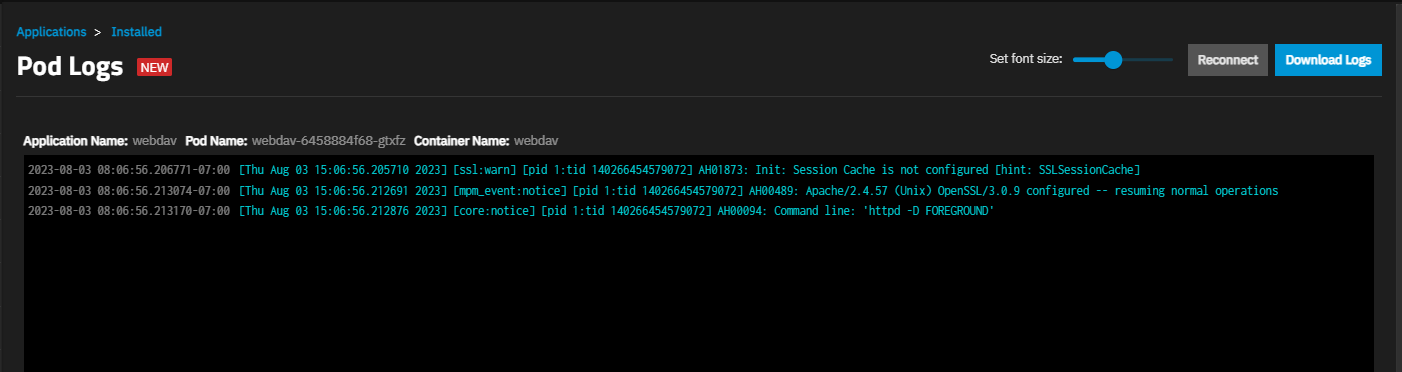 Applications > Installed
Pod Logs NEW
Set font size: Reconnect Download Logs
Application Name: webdav Pod Name: webdav-6458884f68-gtxfz Container Name: webdav
2023-08-03 08:06:56.206771-07:00 [Thu Aug 03 15:06:56.205710 2023] [ssl:warn] [pid 1:tid 140266454579072] AH01873: Init: Session Cache is not configured [hint: SSLSessionCache]
2023-08-03 08:06:56.213074-07:00 [Thu Aug 03 15:06:56.212691 2023] [mpm_event:notice] [pid 1:tid 140266454579072] AH00489: Apache/2.4.57 (Unix) OpenSSL/3.0.9 configured -- resuming normal operations
2023-08-03 08:06:56.213170-07:00 [Thu Aug 03 15:06:56.212876 2023] [core:notice] [pid 1:tid 140266454579072] AH00094: Command line: 'httpd -D FOREGROUND'